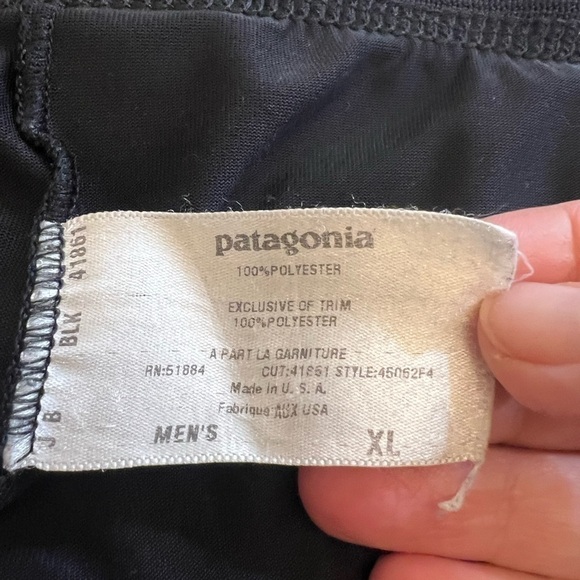 patagonia
100%POLYESTER
EXCLUSIVE OF TRIM
100%POLYESTER
A PART LA GARNITURE
RN:51884 CUT:41861 STYLE:45062F4
Made in U. S. A.
Fabrique AUX USA
MEN'S XL
J B BLK 41861